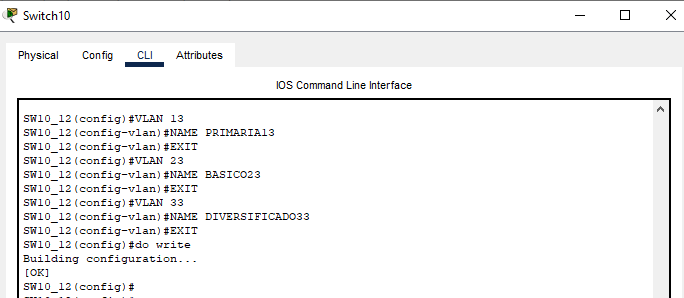 Switch10
Physical Config CLI Attributes
IOS Command Line Interface
SW10_12(config)#VLAN 13
SW10_12(config-vlan)#NAME PRIMARIA13
SW10_12(config-vlan)#EXIT
SW10_12(config)#VLAN 23
SW10_12(config-vlan)#NAME BASICO23
SW10_12(config-vlan)#EXIT
SW10_12(config)#VLAN 33
SW10_12(config-vlan)#NAME DIVERSIFICADO33
SW10_12(config-vlan)#EXIT
SW10_12(config)#do write
Building configuration...
[OK]
SW10_12(config)#